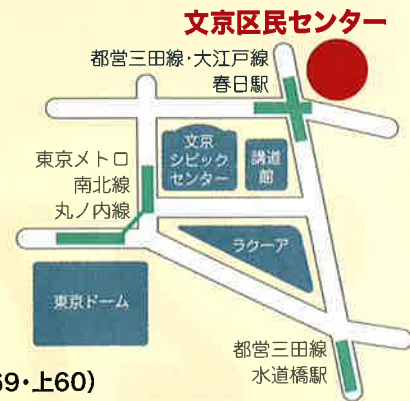 文京区民センター
都営三田線・大江戸線
春日駅
文京
シビック
センター
講道
館
東京メトロ
南北線
丸ノ内線
ラクーア
東京ドーム
都営三田線
水道橋駅
69・上60)